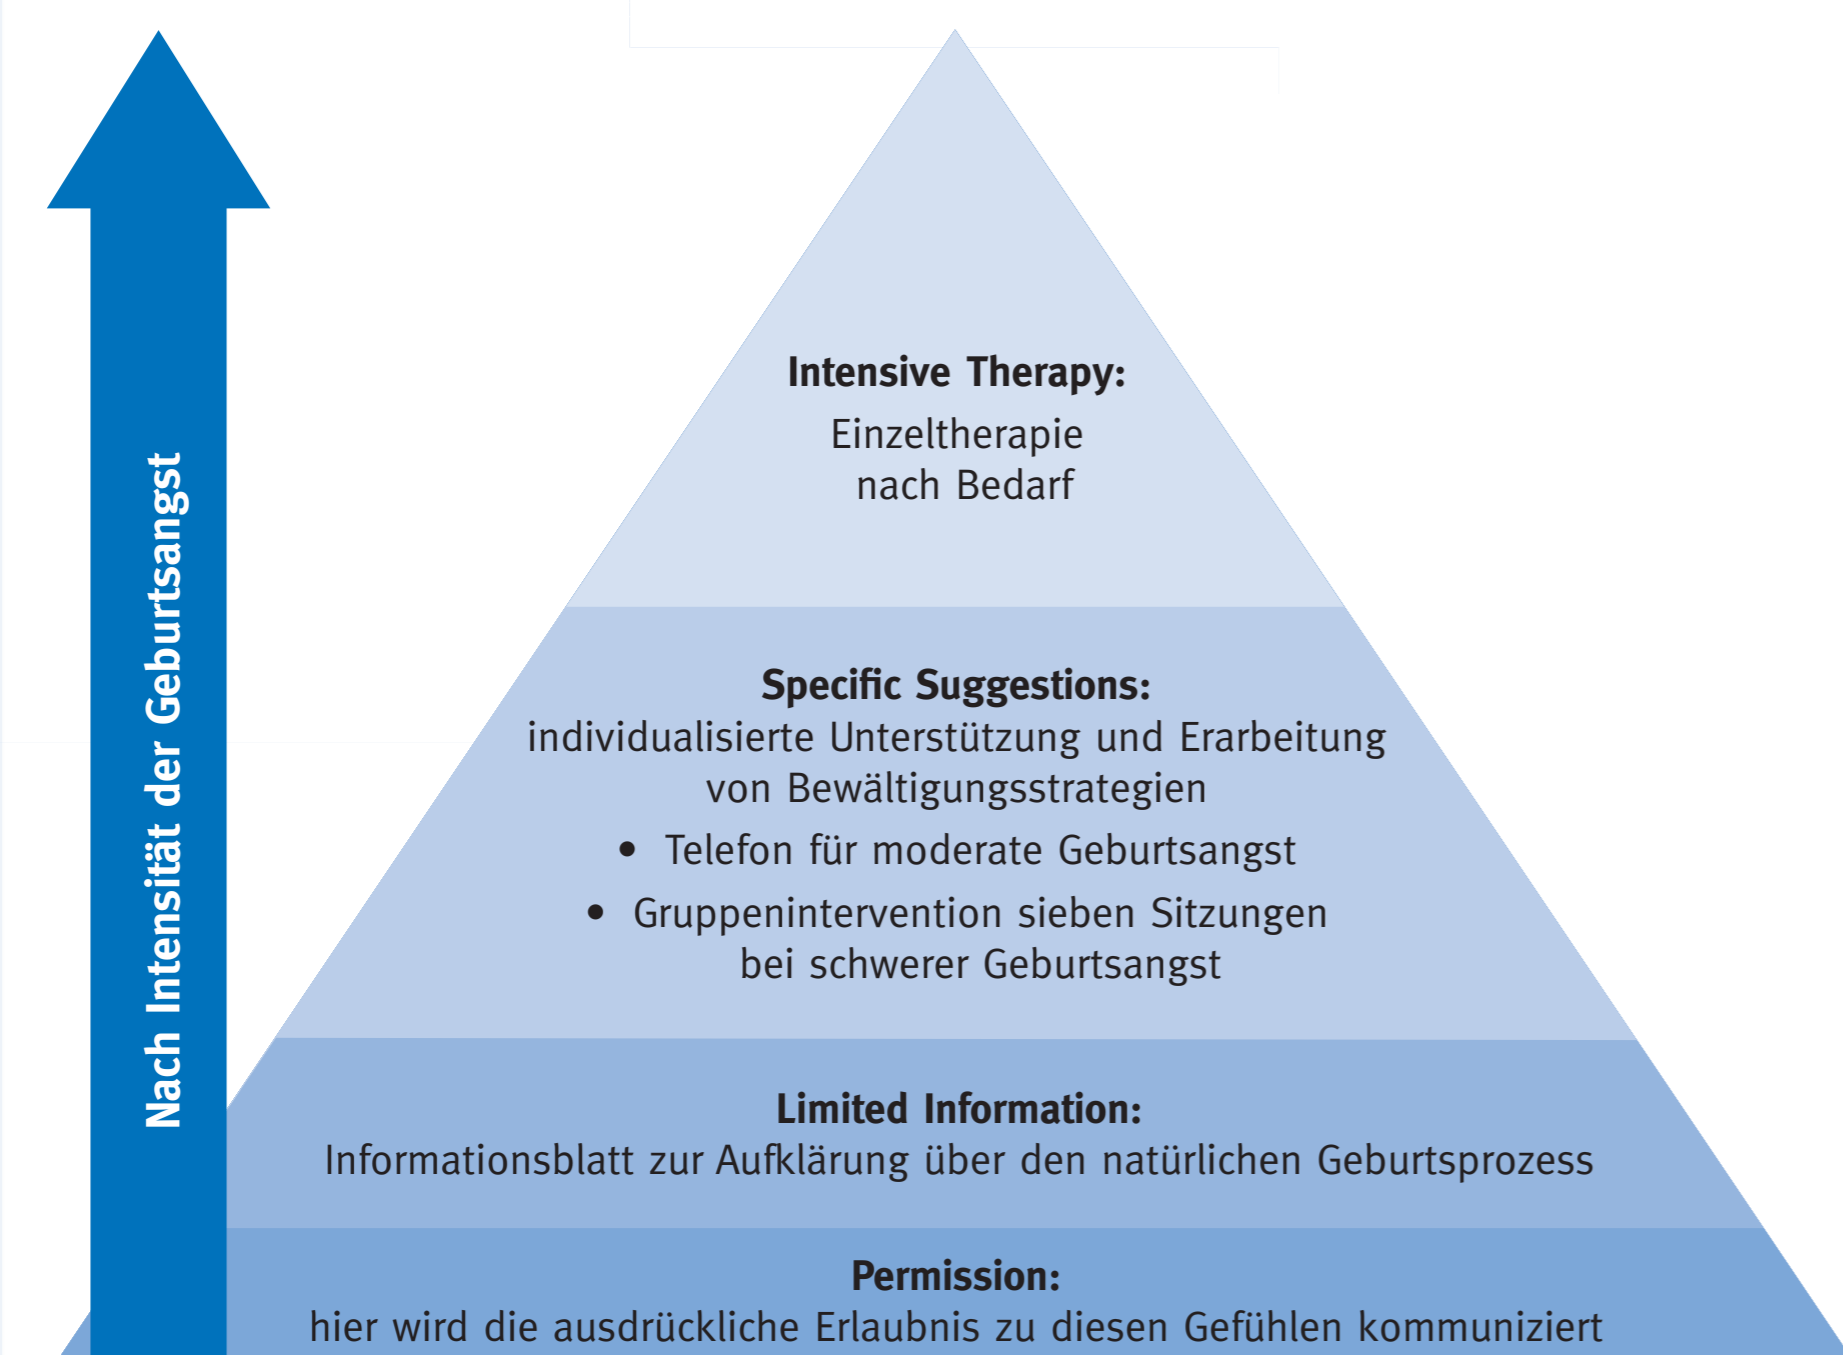 Nach Intensität der Geburtsangst
Intensive Therapy:
Einzeltherapie
nach Bedarf
Specific Suggestions:
individualisierte Unterstützung und Erarbeitung
von Bewältigungsstrategien
• Telefon für moderate Geburtsangst
• Gruppenintervention sieben Sitzungen
bei schwerer Geburtsangst
Limited Information:
Informationsblatt zur Aufklärung über den natürlichen Geburtsprozess
Permission:
hier wird die ausdrückliche Erlaubnis zu diesen Gefühlen kommuniziert